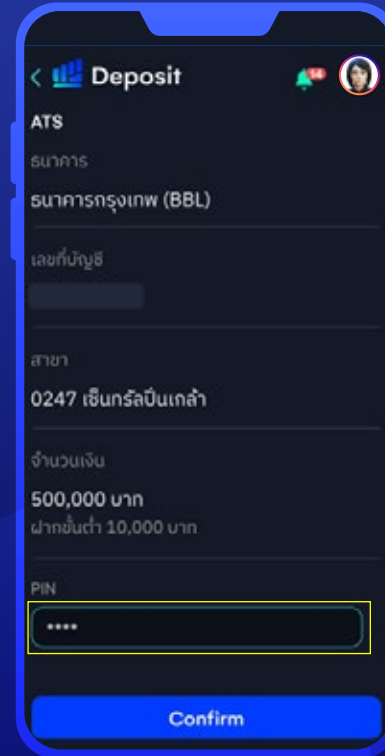 Deposit
14
ATS
ธนาคาร
ธนาคารกรุงเทพ (BBL)
เลขที่บัญชี
สาขา
0247 เซ็นทรัลปิ่นเกล้า
จำนวนเงิน
500,000 บาท
ฝากขั้นต่ำ 10,000 บาท
PIN
****
Confirm